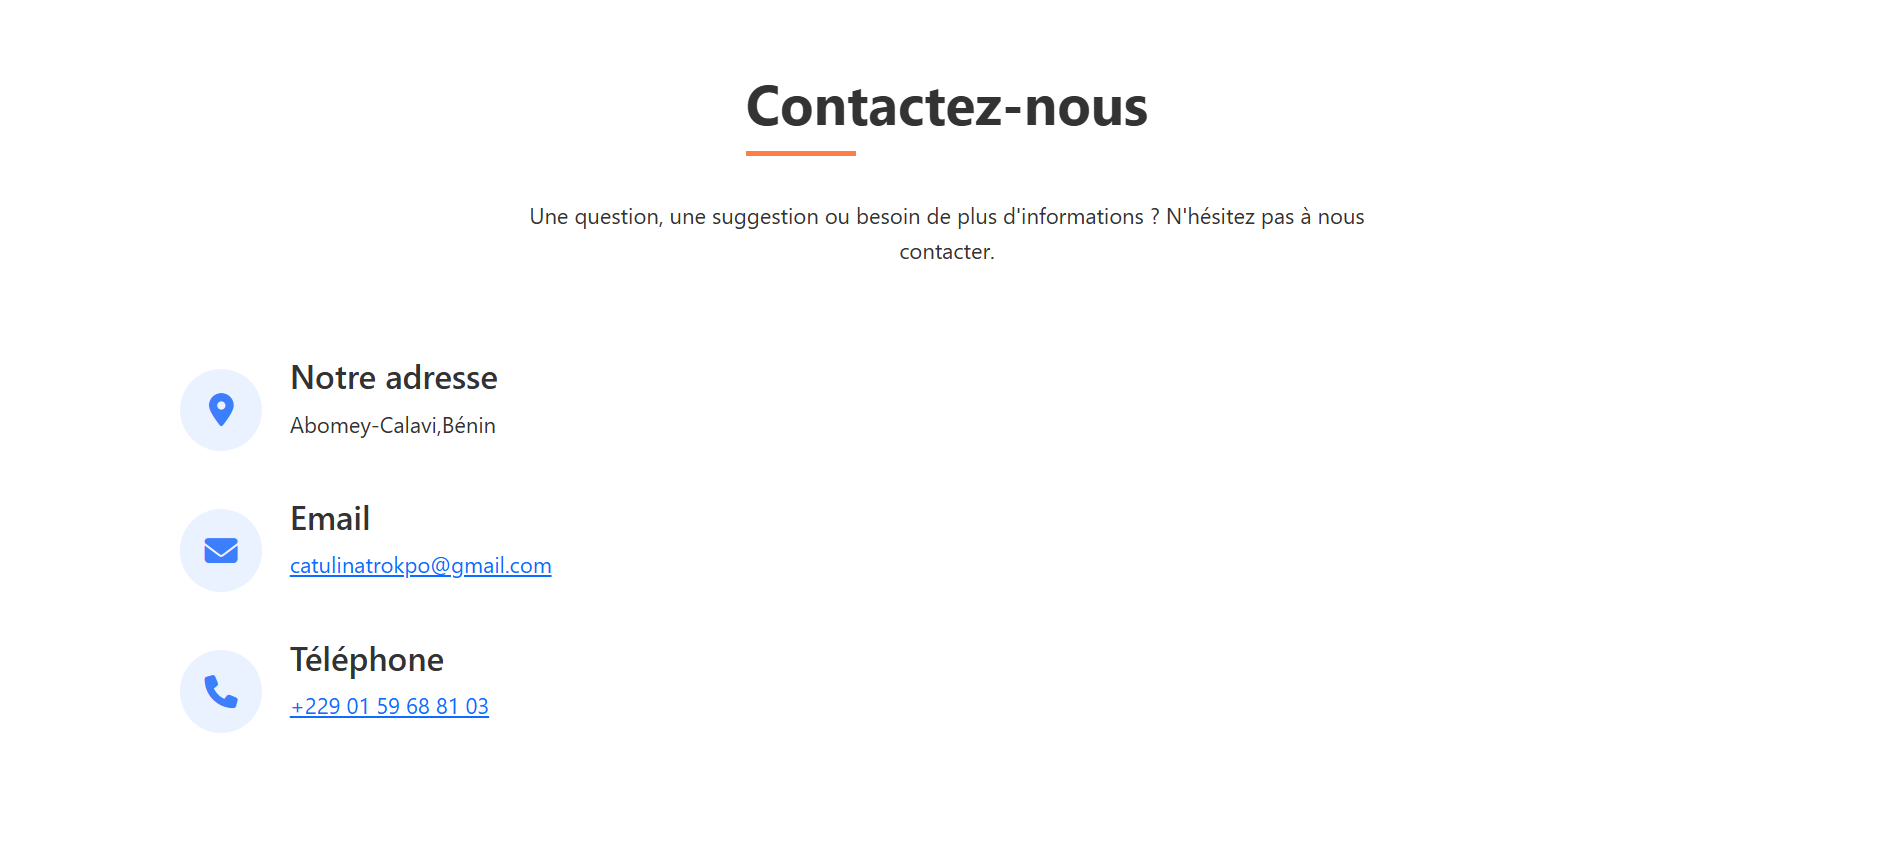 Contactez-nous
Une question, une suggestion ou besoin de plus d'informations ? N'hésitez pas à nous
contacter.
Notre adresse
Abomey-Calavi,Bénin
Email
catulinatrokpo@gmail.com
Téléphone
+229 01 59 68 81 03